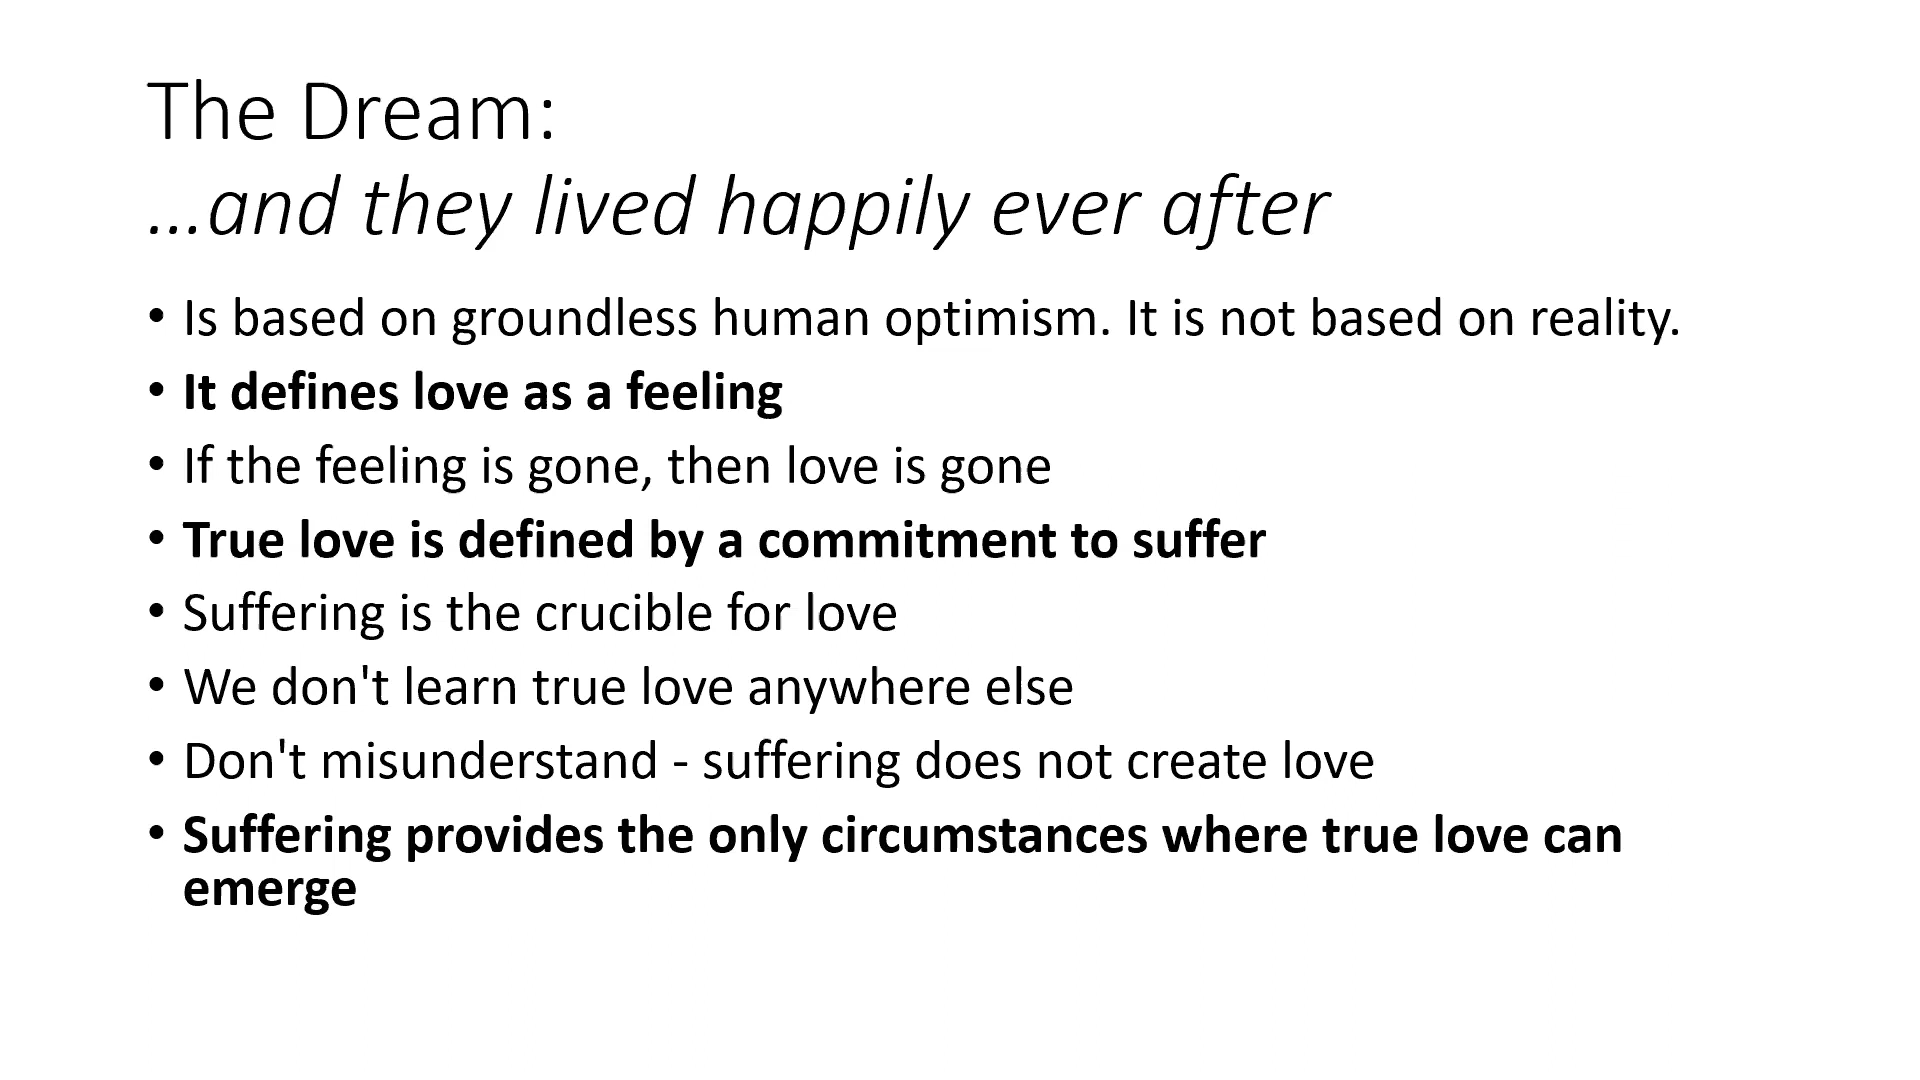 The Dream:
...and they lived happily ever after
• Is based on groundless human optimism. It is not based on reality.
• It defines love as a feeling
• If the feeling is gone, then love is gone
• True love is defined by a commitment to suffer
• Suffering is the crucible for love
• We don't learn true love anywhere else
• Don't misunderstand - suffering does not create love
• Suffering provides the only circumstances where true love can
emerge